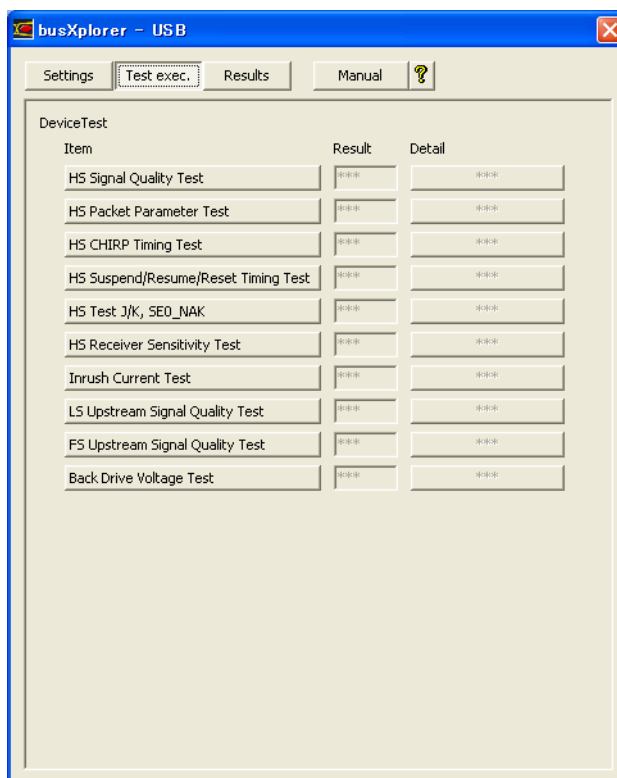 busXplorer - USB
Settings Test exec. Results Manual ?
DeviceTest
Item Result Detail
HS Signal Quality Test *** ***
HS Packet Parameter Test *** ***
HS CHIRP Timing Test *** ***
HS Suspend/Resume/Reset Timing Test *** ***
HS Test J/K, SE0_NAK *** ***
HS Receiver Sensitivity Test *** ***
Inrush Current Test *** ***
LS Upstream Signal Quality Test *** ***
FS Upstream Signal Quality Test *** ***
Back Drive Voltage Test *** ***